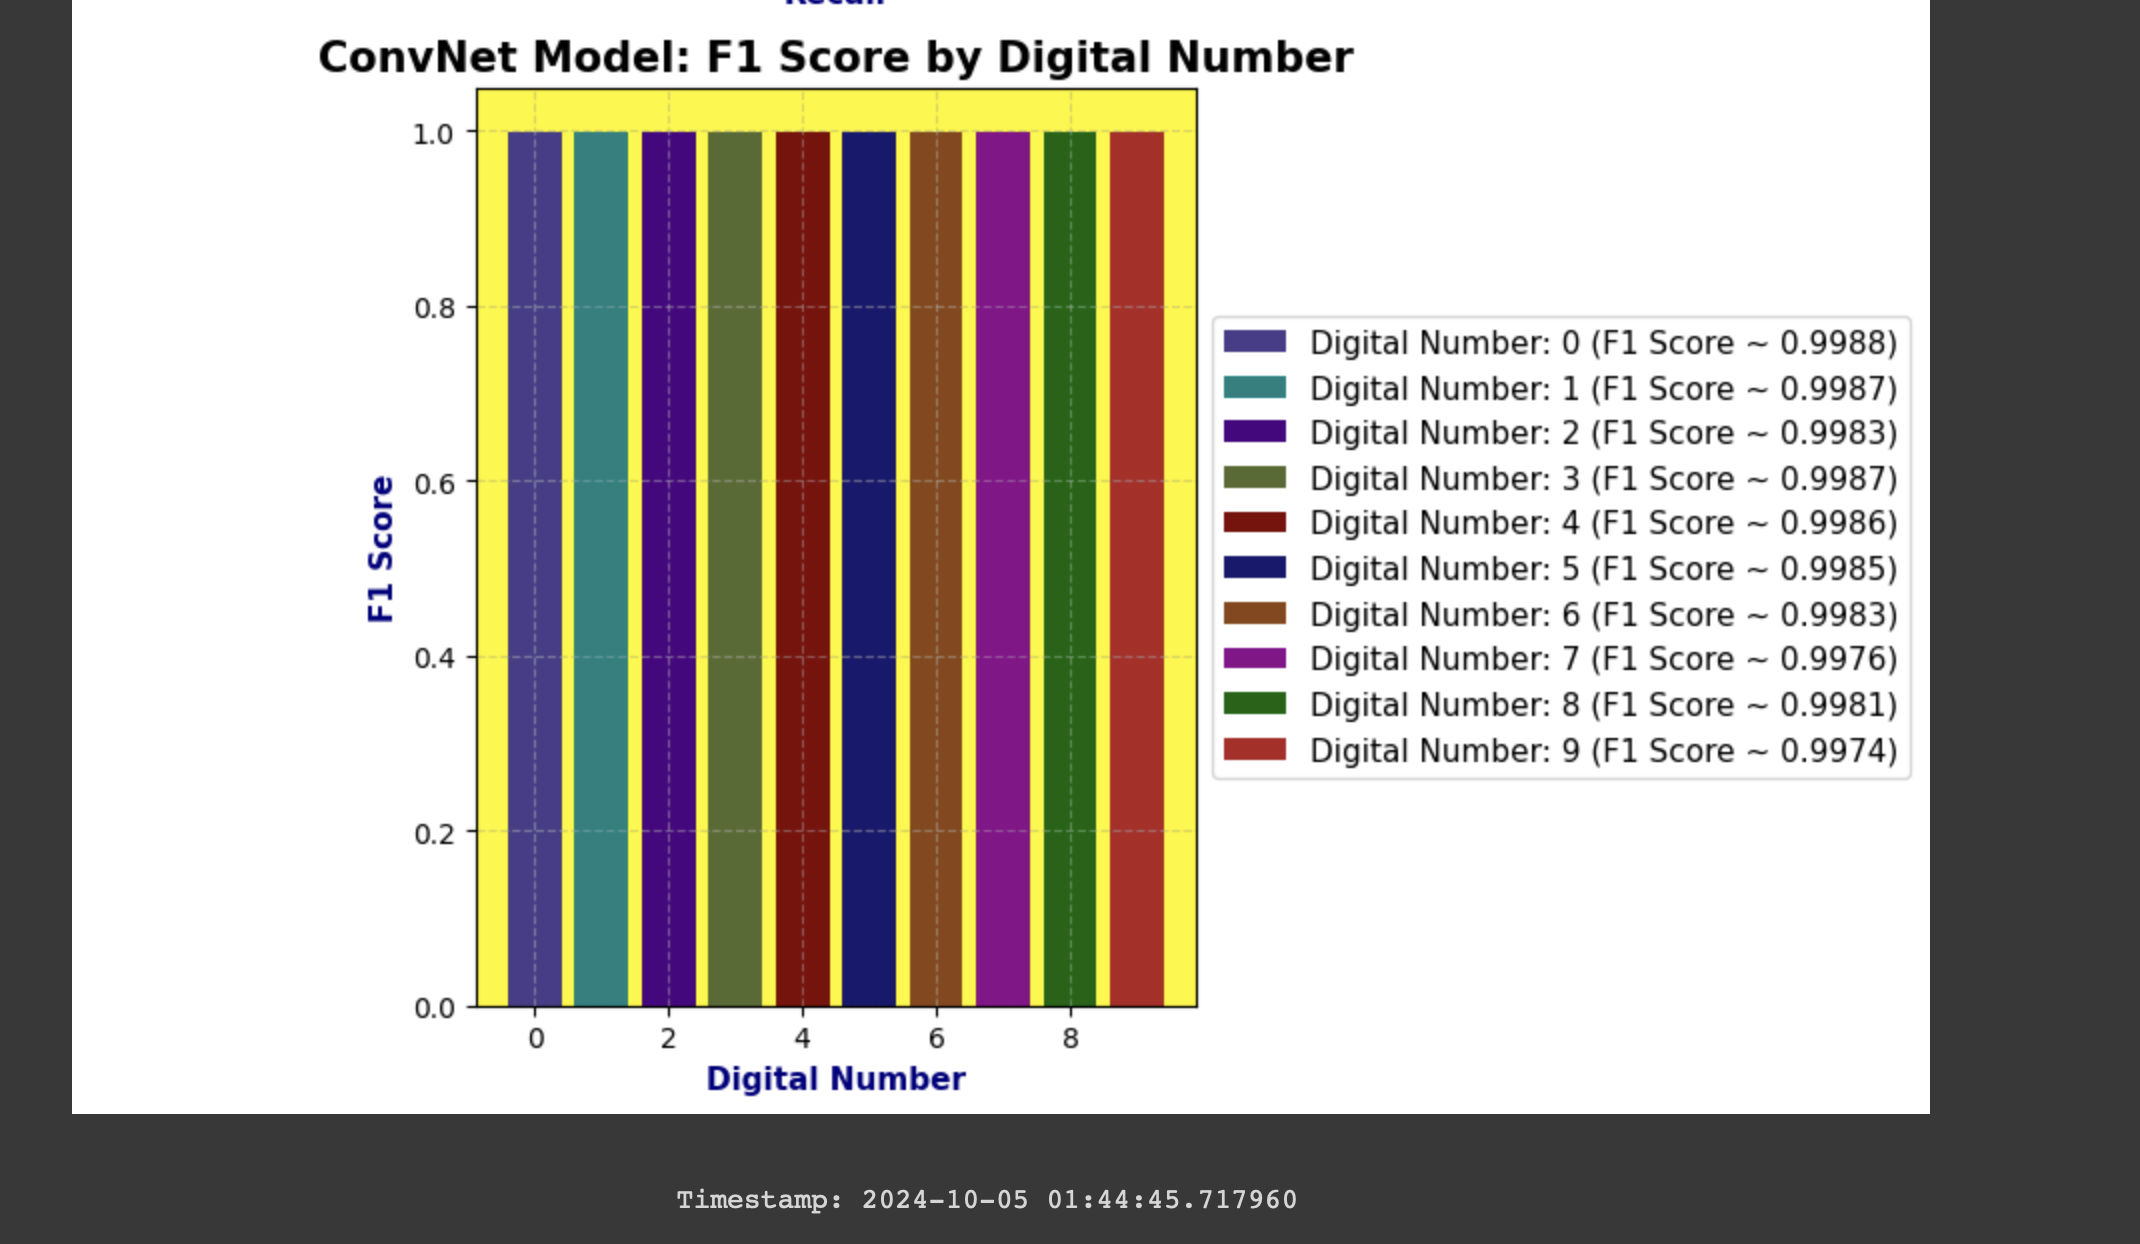 Recall
ConvNet Model: F1 Score by Digital Number
1.0
0.8
0.6
0.4
0.2
0.0
F1 Score
0
2
4
6
8
Digital Number
Digital Number: 0 (F1 Score ~ 0.9988)
Digital Number: 1 (F1 Score ~ 0.9987)
Digital Number: 2 (F1 Score ~ 0.9983)
Digital Number: 3 (F1 Score ~ 0.9987)
Digital Number: 4 (F1 Score ~ 0.9986)
Digital Number: 5 (F1 Score ~ 0.9985)
Digital Number: 6 (F1 Score ~ 0.9983)
Digital Number: 7 (F1 Score ~ 0.9976)
Digital Number: 8 (F1 Score ~ 0.9981)
Digital Number: 9 (F1 Score ~ 0.9974)
Timestamp: 2024-10-05 01:44:45.717960